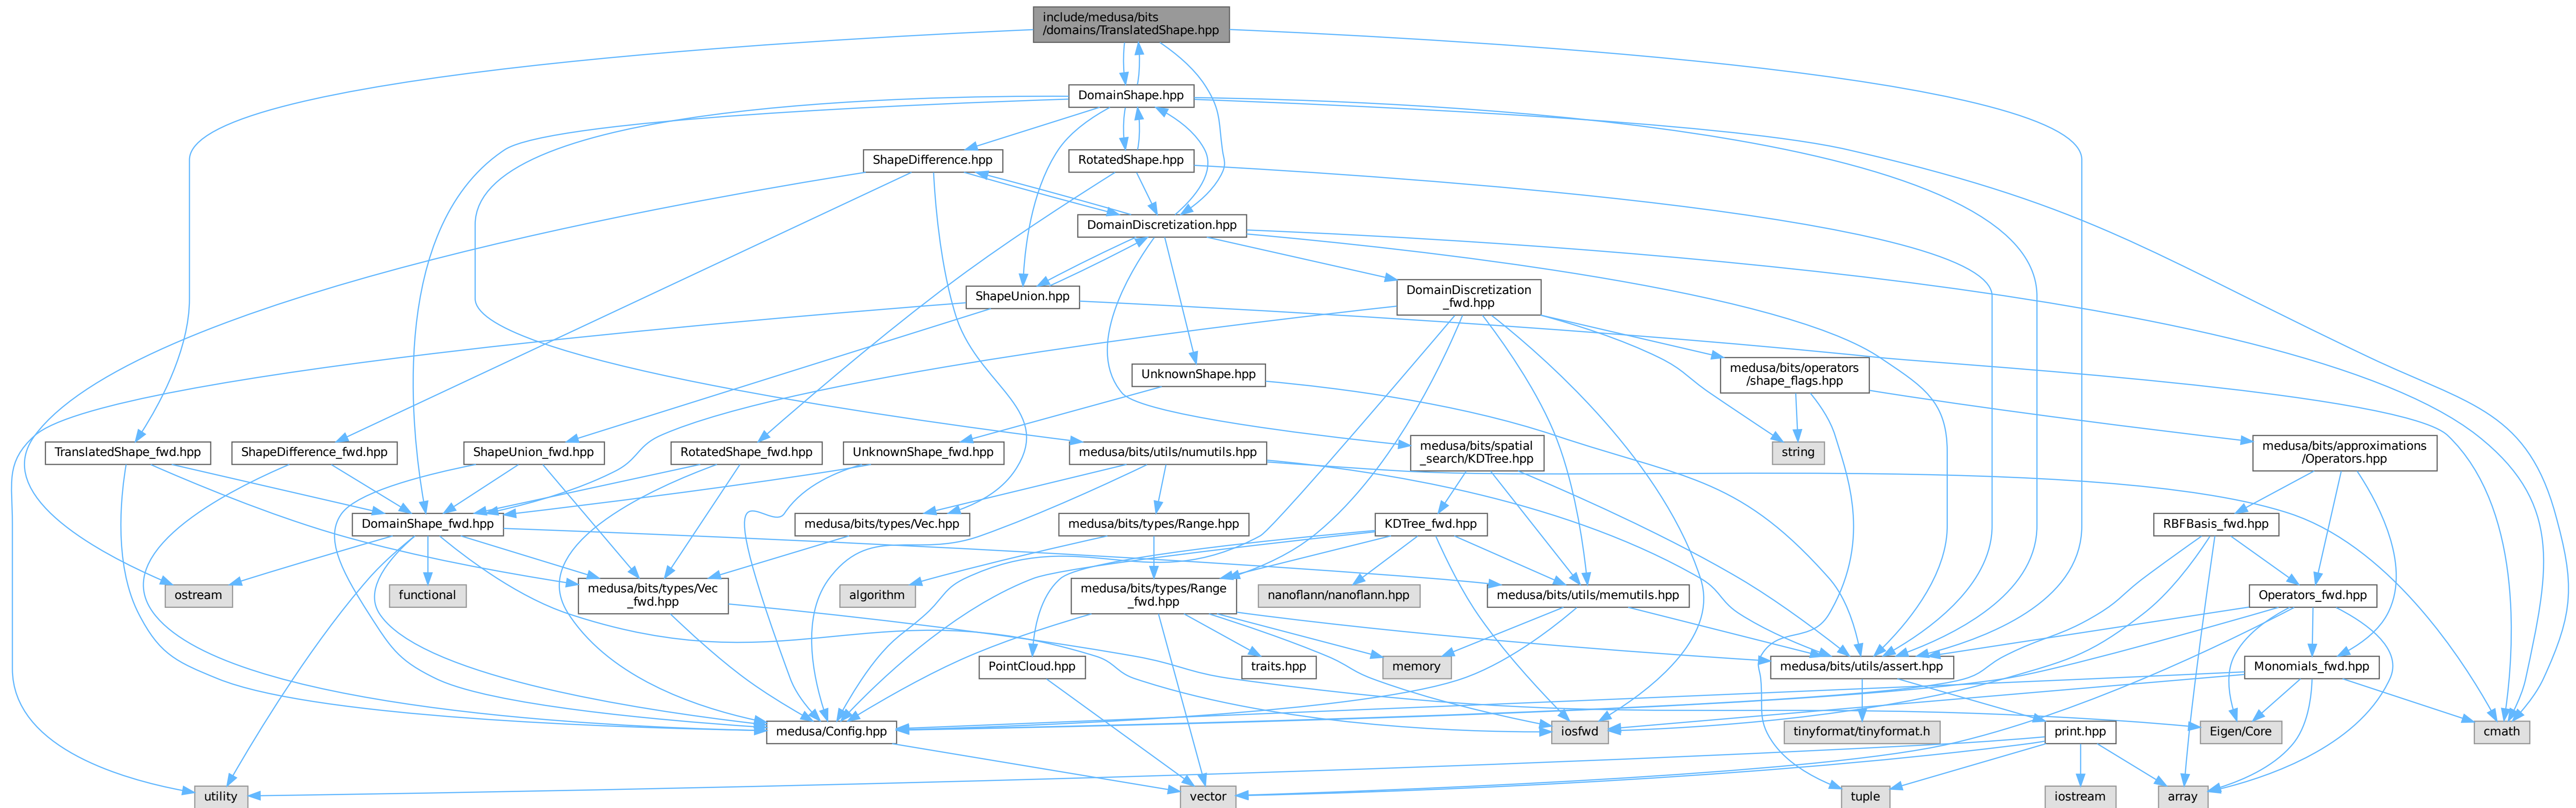 include/medusa/bits
/domains/TranslatedShape.hpp
DomainShape.hpp
ShapeDifference.hpp
RotatedShape.hpp
DomainDiscretization.hpp
ShapeUnion.hpp
DomainDiscretization
_fwd.hpp
UnknownShape.hpp
medusa/bits/operators
/shape_flags.hpp
TranslatedShape_fwd.hpp
ShapeDifference_fwd.hpp
ShapeUnion_fwd.hpp
RotatedShape_fwd.hpp
UnknownShape_fwd.hpp
medusa/bits/utils/numutils.hpp
medusa/bits/spatial
_search/KDTree.hpp
string
medusa/bits/approximations
/Operators.hpp
DomainShape_fwd.hpp
medusa/bits/types/Vec.hpp
medusa/bits/types/Range.hpp
KDTree_fwd.hpp
RBFBasis_fwd.hpp
ostream
functional
medusa/bits/types/Vec
_fwd.hpp
algorithm
medusa/bits/types/Range
_fwd.hpp
nanoflann/nanoflann.hpp
medusa/bits/utils/memutils.hpp
Operators_fwd.hpp
PointCloud.hpp
traits.hpp
memory
medusa/bits/utils/assert.hpp
Monomials_fwd.hpp
medusa/Config.hpp
iosfwd
tinyformat/tinyformat.h
print.hpp
Eigen/Core
cmath
utility
vector
tuple
iostream
array